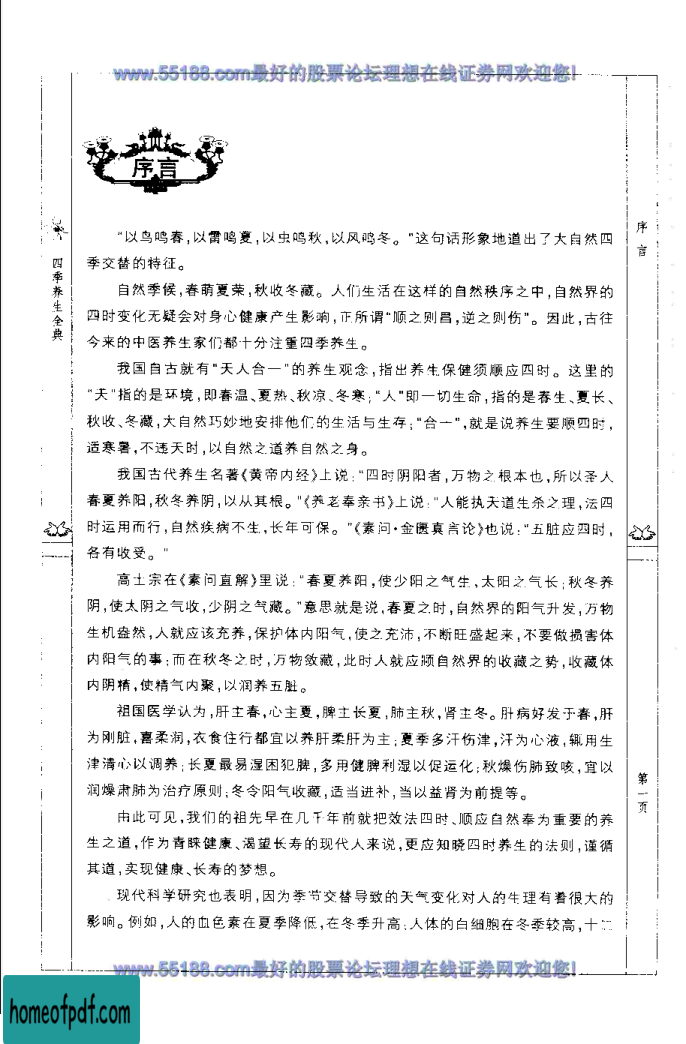 www.55188.com最好的股票论坛理想在线证券网欢迎您!
序言
"以鸟鸣春,以雷鸣夏,以虫鸣秋,以风鸣冬。"这句话形象地道出了大自然四
季交替的特征。
自然季候,春萌夏荣,秋收冬藏。人们生活在这样的自然秩序之中,自然界的
四时变化无疑会对身心健康产生影响,正所谓"顺之则昌,逆之则伤"。因此,古往
今来的中医养生家们都十分注重四季养生。
我国自古就有"天人合一"的养生观念,指出养生保健须顺应四时。这里的
"天"指的是环境,即春温、夏热、秋凉、冬寒;"人"即一切生命,指的是春生、夏长、
秋收、冬藏,大自然巧妙地安排他们的生活与生存;"合一",就是说养生要顺四时,
适寒暑,不违天时,以自然之道养自然之身。
我国古代养生名著《黄帝内经》上说:"四时阴阳者,万物之根本也,所以圣人
春夏养阳,秋冬养阴,以从其根。"《养老奉亲书》上说:"人能执天道生杀之理,法四
时运用而行,自然疾病不生,长年可保。"《素问·金匮真言论》也说:"五脏应四时,
各有收受。"
高士宗在《素问直解》里说:"春夏养阳,使少阳之气生,太阳之气长;秋冬养
阴,使太阴之气收,少阴之气藏。"意思就是说,春夏之时,自然界的阳气升发,万物
生机盎然,人就应该充养,保护体内阳气,使之充沛,不断旺盛起来,不要做损害体
内阳气的事;而在秋冬之时,万物敛藏,此时人就应顺自然界的收藏之势,收藏体
内阴精,使精气内聚,以润养五脏。
祖国医学认为,肝主春,心主夏,脾主长夏,肺主秋,肾主冬。肝病好发于春,肝
为刚脏,喜柔润,衣食住行都宜以养肝柔肝为主;夏季多汗伤津,汗为心液,辄用生
津清心以调养;长夏最易湿困犯脾,多用健脾利湿以促运化;秋燥伤肺致咳,宜以
润燥肃肺为治疗原则;冬令阳气收藏,适当进补,当以益肾为前提等。
由此可见,我们的祖先早在几千年前就把效法四时、顺应自然奉为重要的养
生之道,作为青睐健康、渴望长寿的现代人来说,更应知晓四时养生的法则,谨循
其道,实现健康、长寿的梦想。
现代科学研究也表明,因为季节交替导致的天气变化对人的生理有着很大的
影响。例如,人的血色素在夏季降低,在冬季升高;人体的白细胞在冬季较高,十二
四季养生全典
序言
第一页
www.55188.com最好的股票论坛理想在线证券网欢迎您!
homeofpdf.com